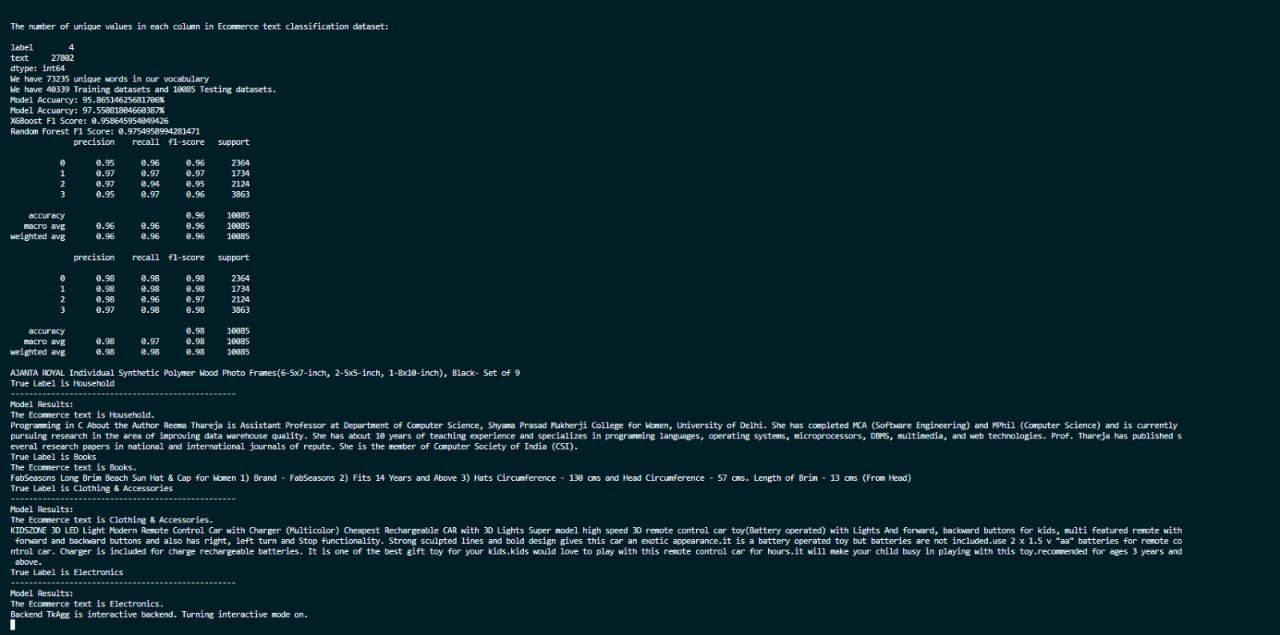 The number of unique values in each column in Ecommerce text classification dataset:
label 4
text 27802
dtype: int64
We have 73235 unique words in our vocabulary
We have 40339 Training datasets and 10085 Testing datasets.
Model Accuarcy: 95.86514625681706%
Model Accuarcy: 97.55081804660387%
XGBoost F1 Score: 0.958645954049426
Random Forest F1 Score: 0.9754958994281471
precision recall f1-score support
0 0.95 0.96 0.96 2364
1 0.97 0.97 0.97 1734
2 0.97 0.94 0.95 2124
3 0.95 0.97 0.96 3863
accuracy 0.96 10085
macro avg 0.96 0.96 0.96 10085
weighted avg 0.96 0.96 0.96 10085
precision recall f1-score support
0 0.98 0.98 0.98 2364
1 0.98 0.98 0.98 1734
2 0.98 0.96 0.97 2124
3 0.97 0.98 0.98 3863
accuracy 0.98 10085
macro avg 0.98 0.97 0.98 10085
weighted avg 0.98 0.98 0.98 10085
AJANTA ROYAL Individual Synthetic Polymer Wood Photo Frames(6-5x7-inch, 2-5x5-inch, 1-8x10-inch), Black- Set of 9
True Label is Household
--------------------------------------------------
Model Results:
The Ecommerce text is Household.
Programming in C About the Author Reema Thareja is Assistant Professor at Department of Computer Science, Shyama Prasad Mukherji College for Women, University of Delhi. She has completed MCA (Software Engineering) and MPhil (Computer Science) and is currently
pursuing research in the area of improving data warehouse quality. She has about 10 years of teaching experience and specializes in programming languages, operating systems, microprocessors, DBMS, multimedia, and web technologies. Prof. Thareja has published s
everal research papers in national and international journals of repute. She is the member of Computer Society of India (CSI).
True Label is Books
The Ecommerce text is Books.
FabSeasons Long Brim Beach Sun Hat & Cap for Women 1) Brand - FabSeasons 2) Fits 14 Years and Above 3) Hats Circumference - 130 cms and Head Circumference - 57 cms. Length of Brim - 13 cms (From Head)
True Label is Clothing & Accessories
--------------------------------------------------
Model Results:
The Ecommerce text is Clothing & Accessories.
KIDSZONE 3D LED Light Modern Remote Control Car with Charger (Multicolor) Cheapest Rechargeable CAR with 3D Lights Super model high speed 3D remote control car toy(Battery operated) with Lights And forward, backward buttons for kids, multi featured remote with
forward and backward buttons and also has right, left turn and Stop functionality. Strong sculpted lines and bold design gives this car an exotic appearance.it is a battery operated toy but batteries are not included.use 2 x 1.5 v "aa" batteries for remote co
ntrol car. Charger is included for charge rechargeable batteries. It is one of the best gift toy for your kids.kids would love to play with this remote control car for hours.it will make your child busy in playing with this toy.recommended for ages 3 years and
above.
True Label is Electronics
--------------------------------------------------
Model Results:
The Ecommerce text is Electronics.
Backend TkAgg is interactive backend. Turning interactive mode on.